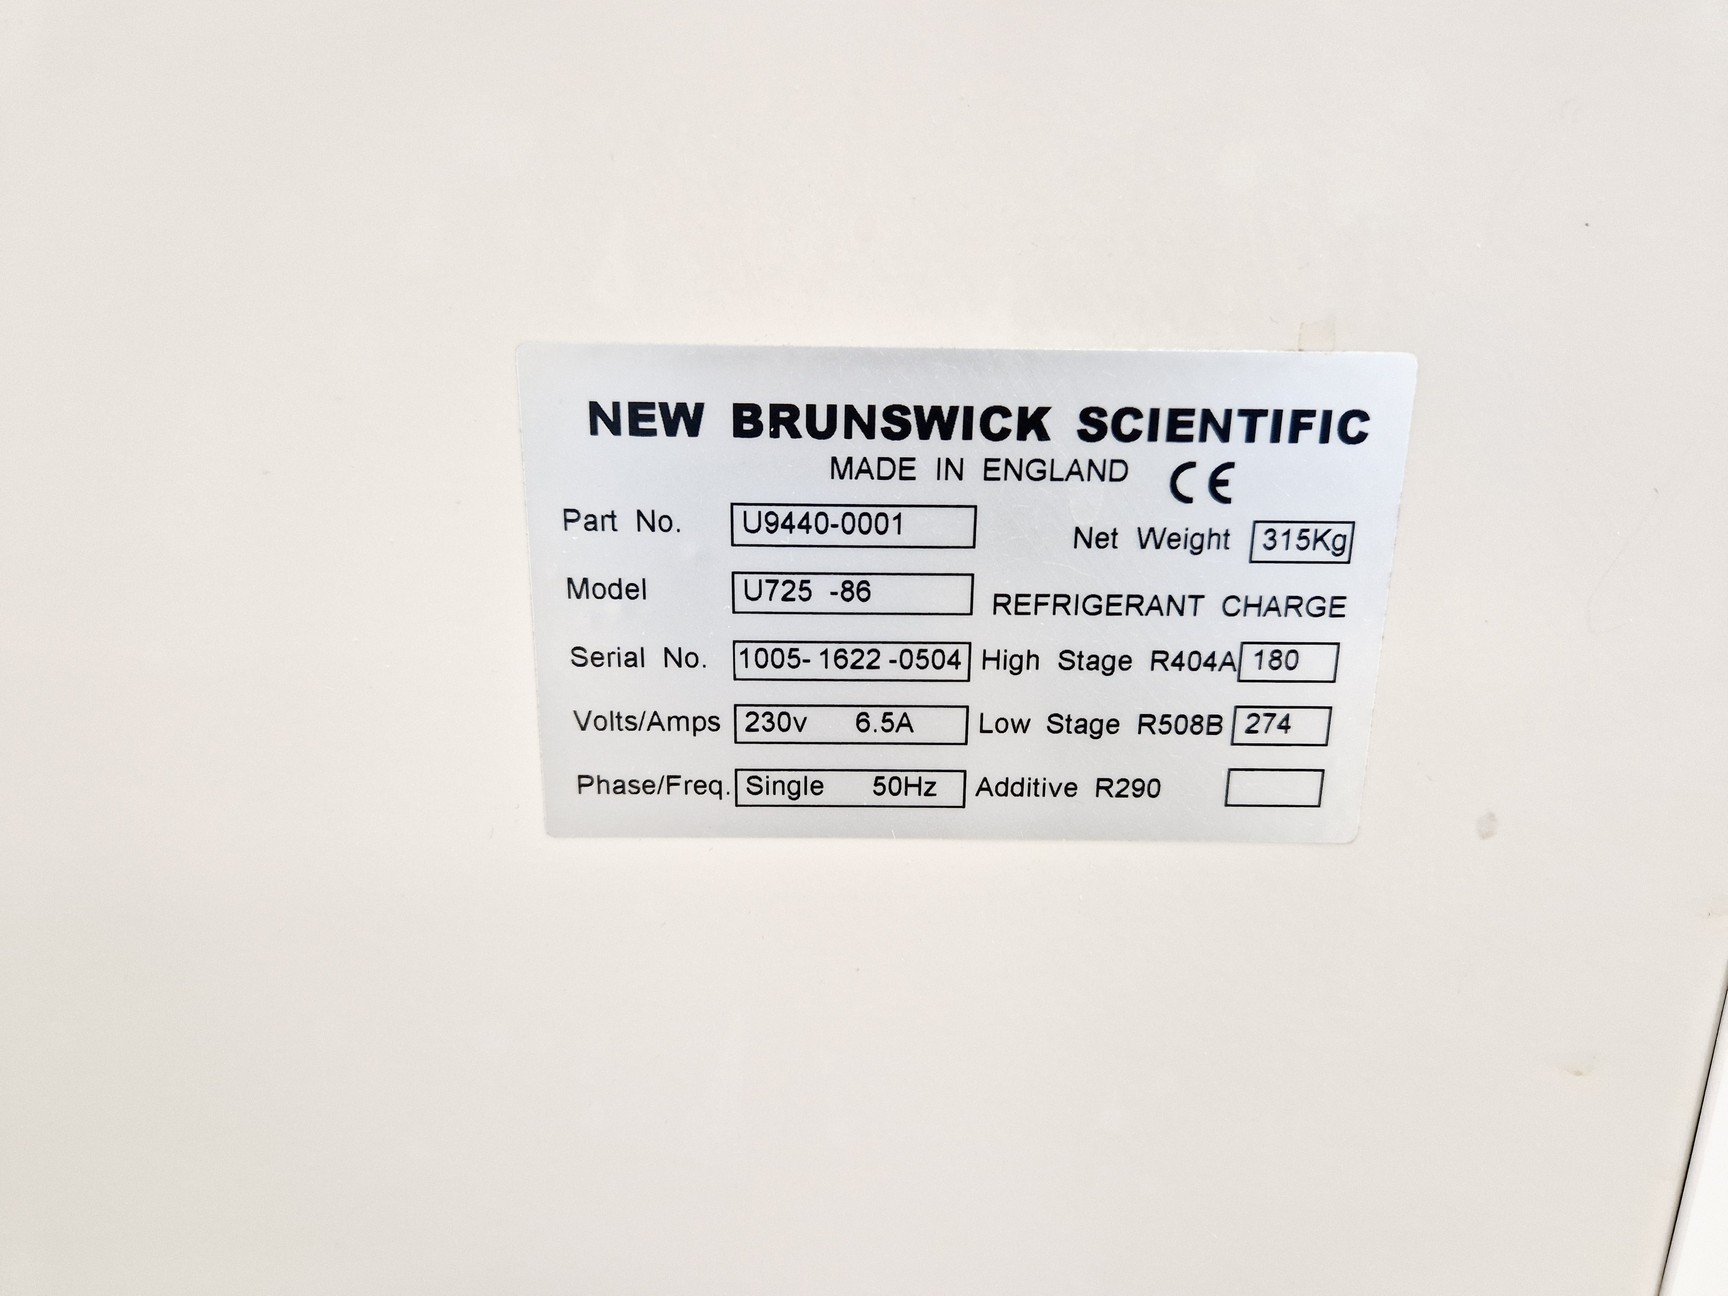 NEW BRUNSWICK SCIENTIFIC
MADE IN ENGLAND CE
Part No. U9440-0001 Net Weight 315Kg
Model U725 -86 REFRIGERANT CHARGE
Serial No. 1005-1622-0504 High Stage R404A 180
Volts/Amps 230v 6.5A Low Stage R508B 274
Phase/Freq. Single 50Hz Additive R290